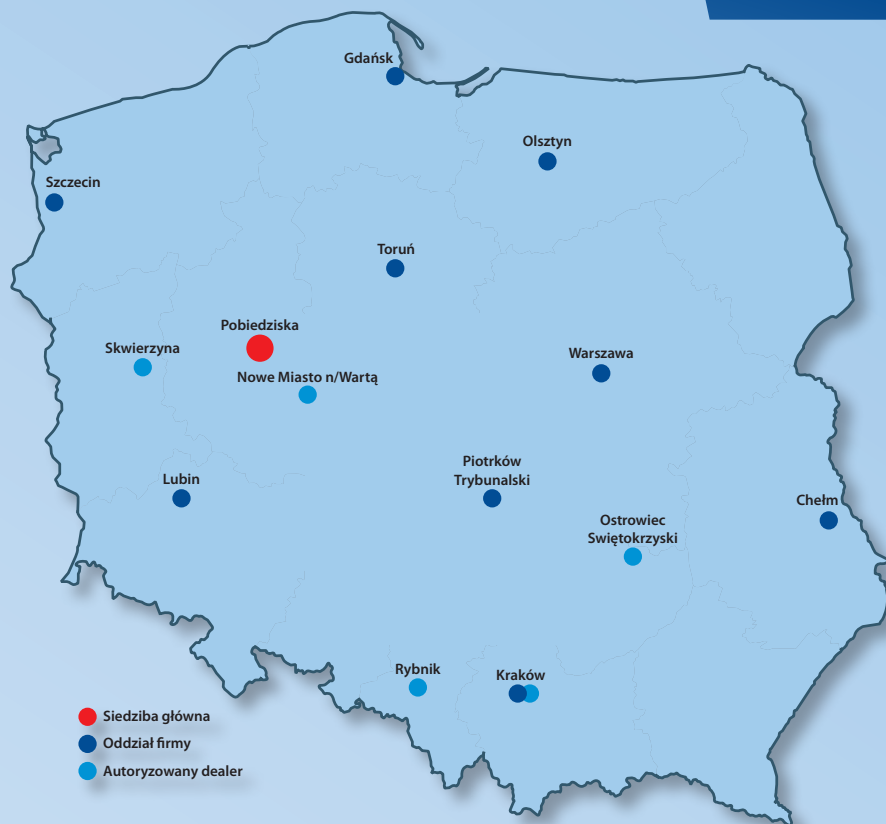 Gdańsk
Olsztyn
Szczecin
Toruń
Pobiedziska
Skwierzyna
Warszawa
Nowe Miasto n/Wartą
Piotrków
Trybunalski
Lubin
Chełm
Ostrowiec
Swiętokrzyski
Rybnik
Kraków
Siedziba główna
Oddział firmy
Autoryzowany dealer